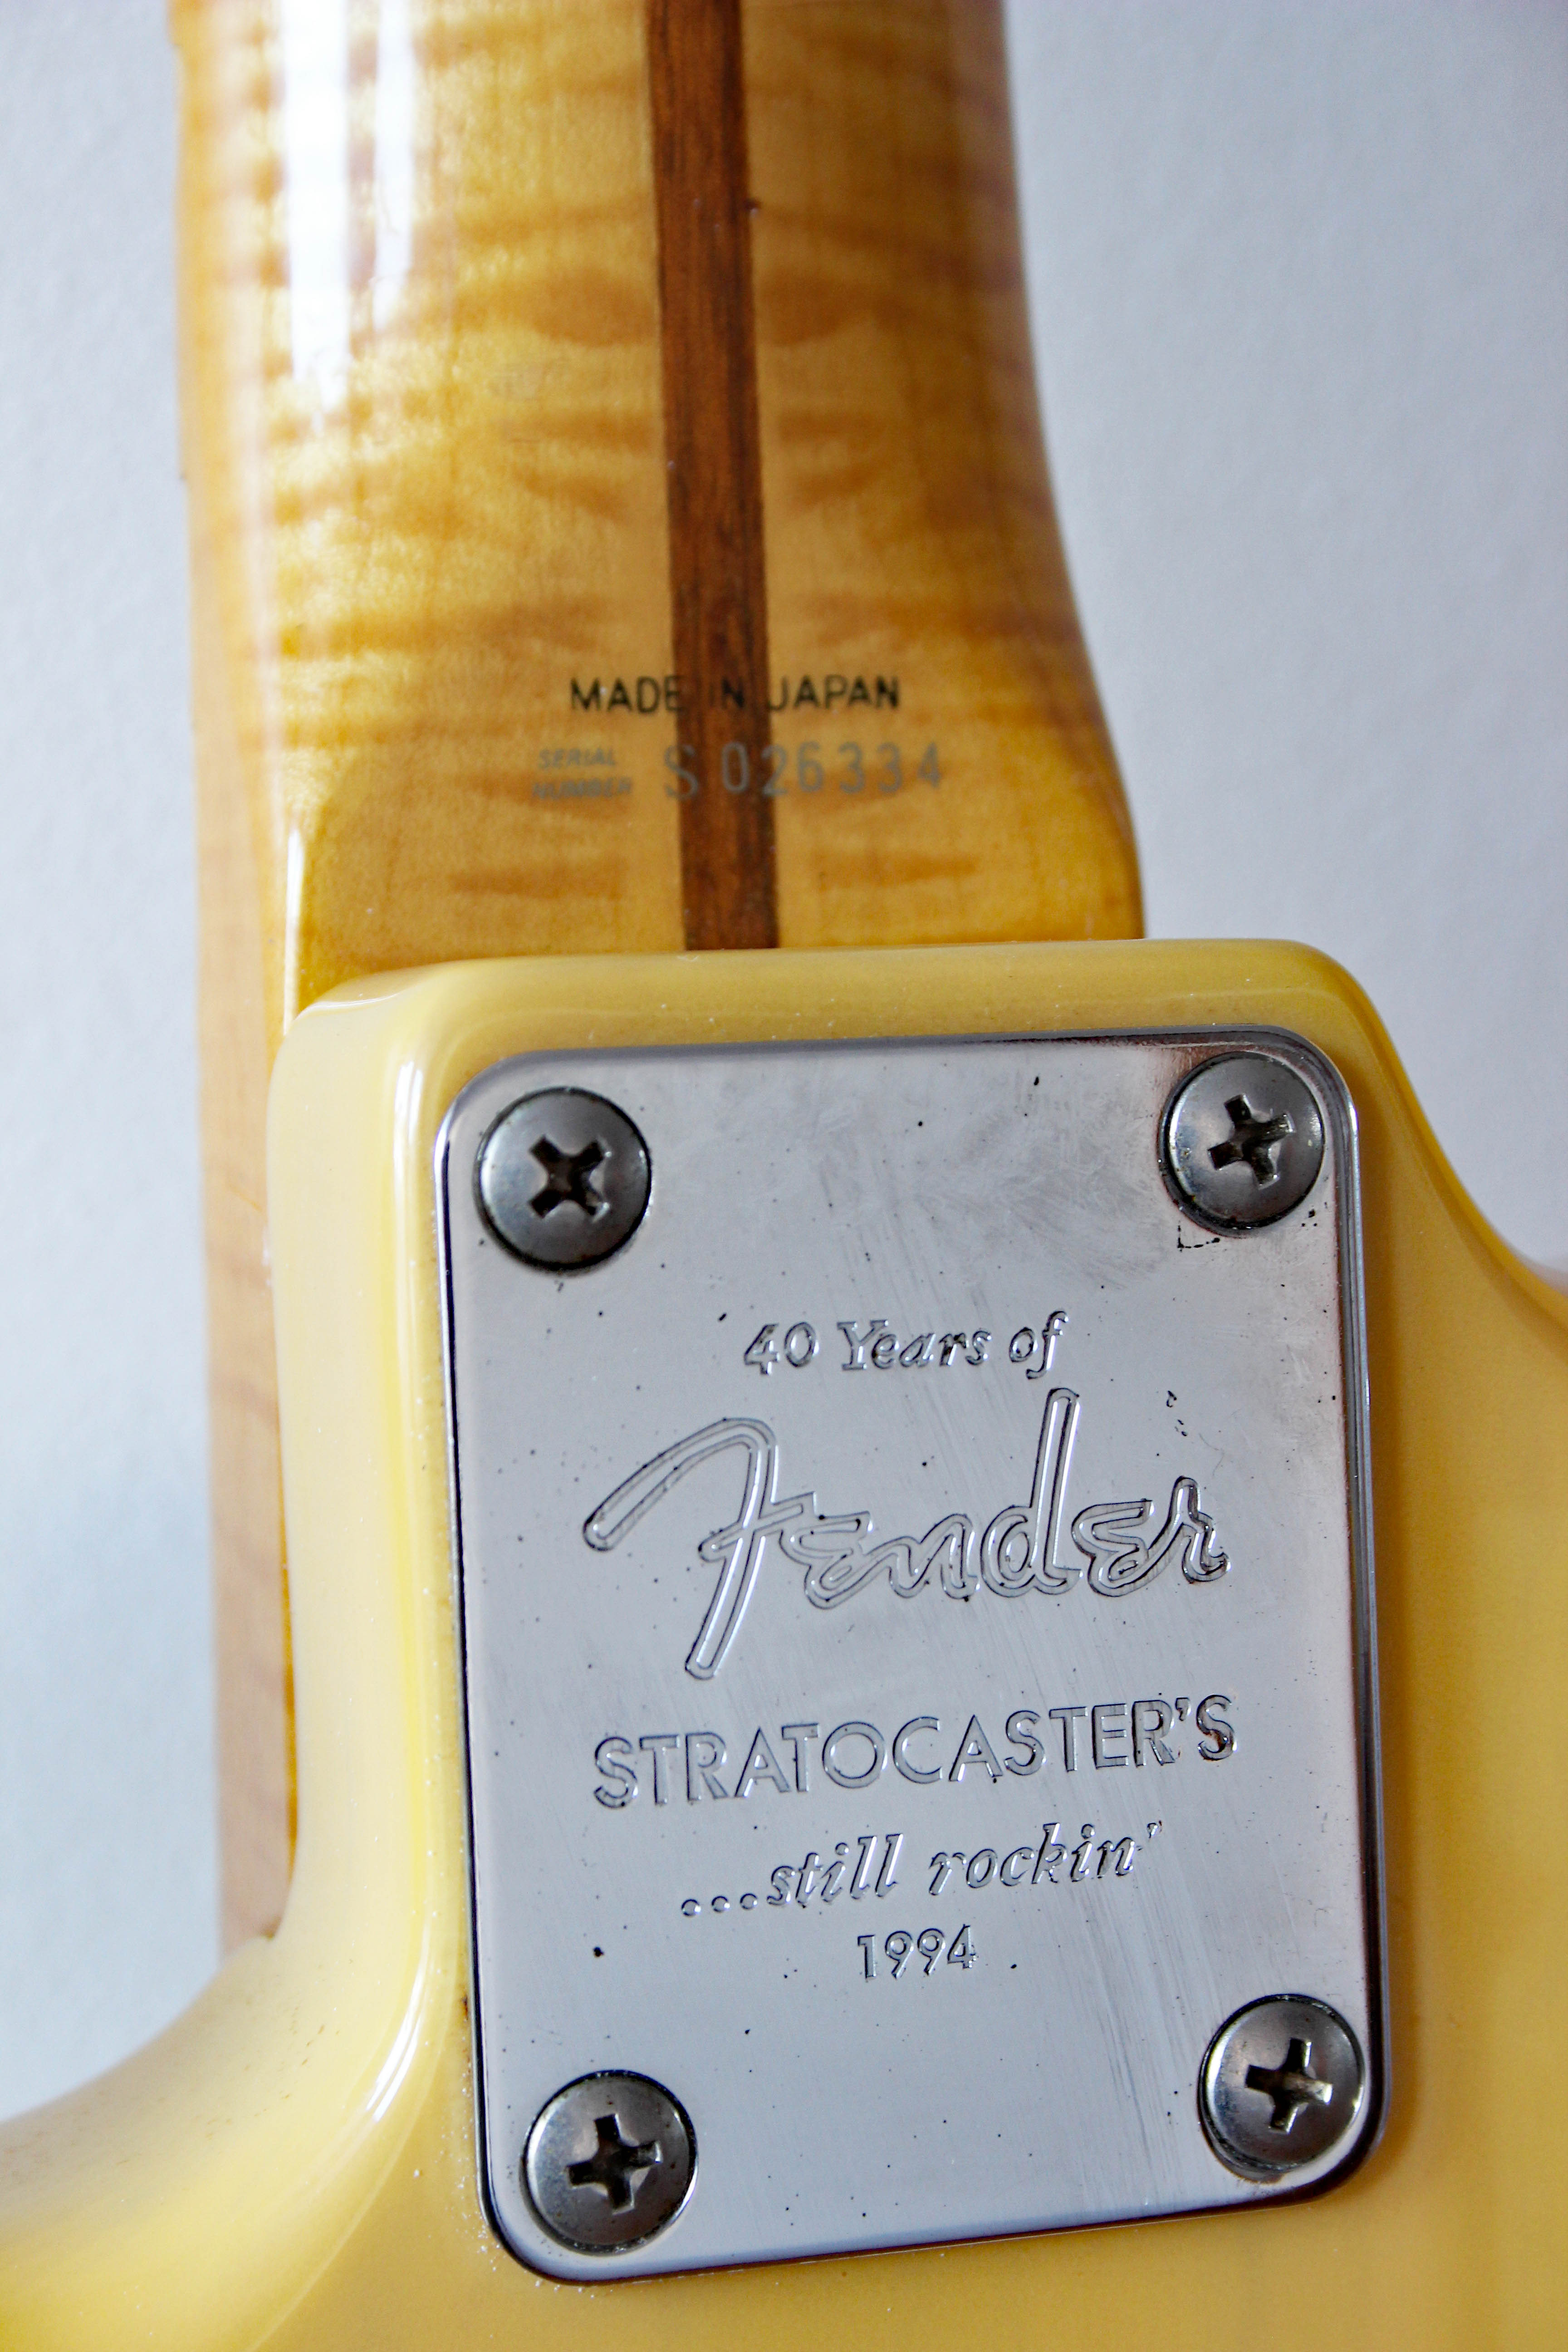 MADE IN JAPAN
SERIAL
NUMBER S 026334
40 Years of
Fender
STRATOCASTER'S
...still rockin'
1994